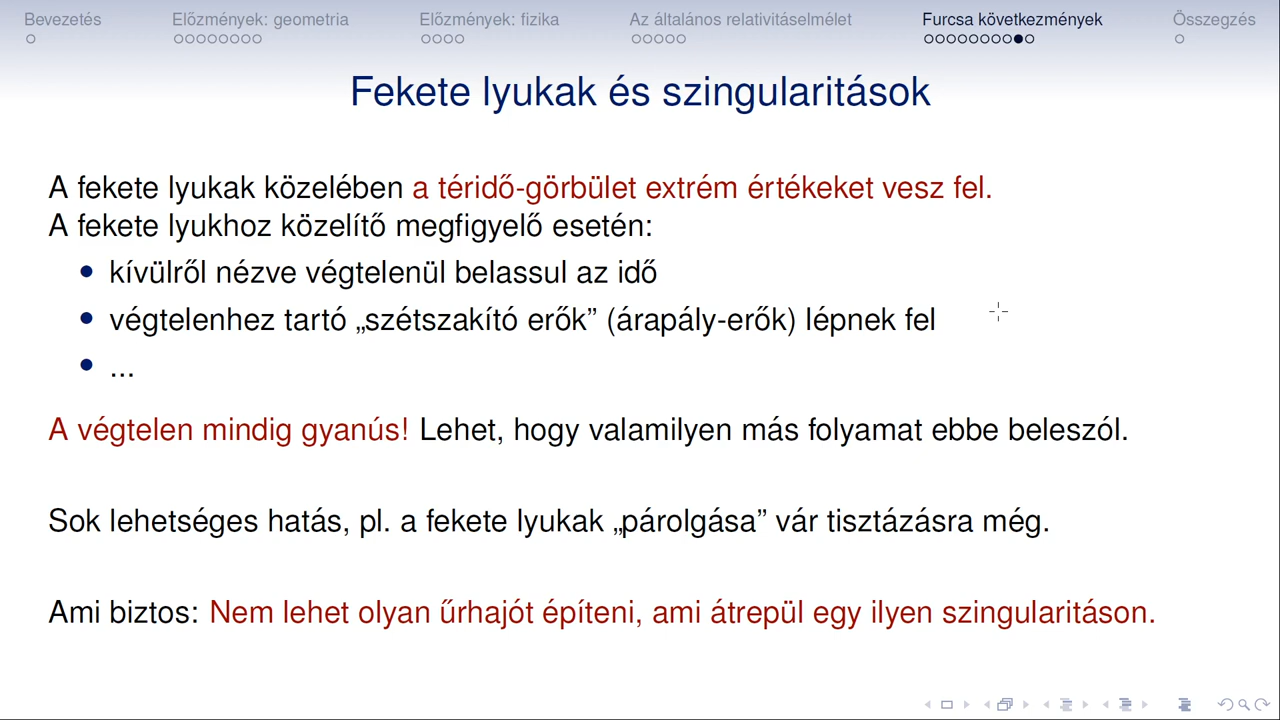 Bevezetés Előzmények: geometria Előzmények: fizika Az általános relativitáselmélet Furcsa következmények Összegzés
Fekete lyukak és szingularitások
A fekete lyukak közelében a téridő-görbület extrém értékeket vesz fel.
A fekete lyukhoz közelítő megfigyelő esetén:
• kívülről nézve végtelenül belassul az idő
• végtelenhez tartó „szétszakító erők” (árapály-erők) lépnek fel
• ...
A végtelen mindig gyanús! Lehet, hogy valamilyen más folyamat ebbe beleszól.
Sok lehetséges hatás, pl. a fekete lyukak „párolgása” vár tisztázásra még.
Ami biztos: Nem lehet olyan űrhajót építeni, ami átrepül egy ilyen szingularitáson.